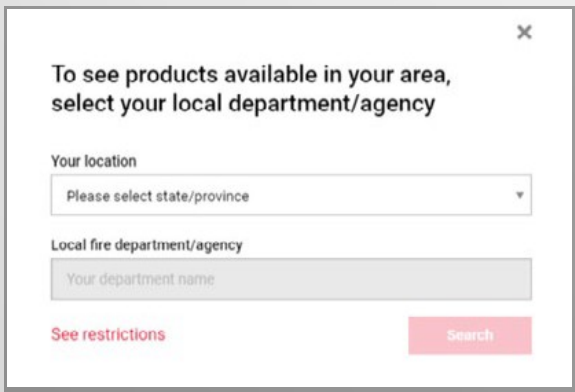 To see products available in your area,
select your local department/agency
Your location
Please select state/province
Local fire department/agency
Your department name
See restrictions
Search